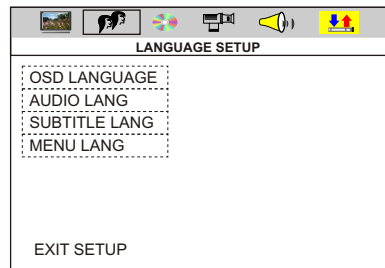 LANGUAGE SETUP
OSD LANGUAGE
AUDIO LANG
SUBTITLE LANG
MENU LANG
EXIT SETUP